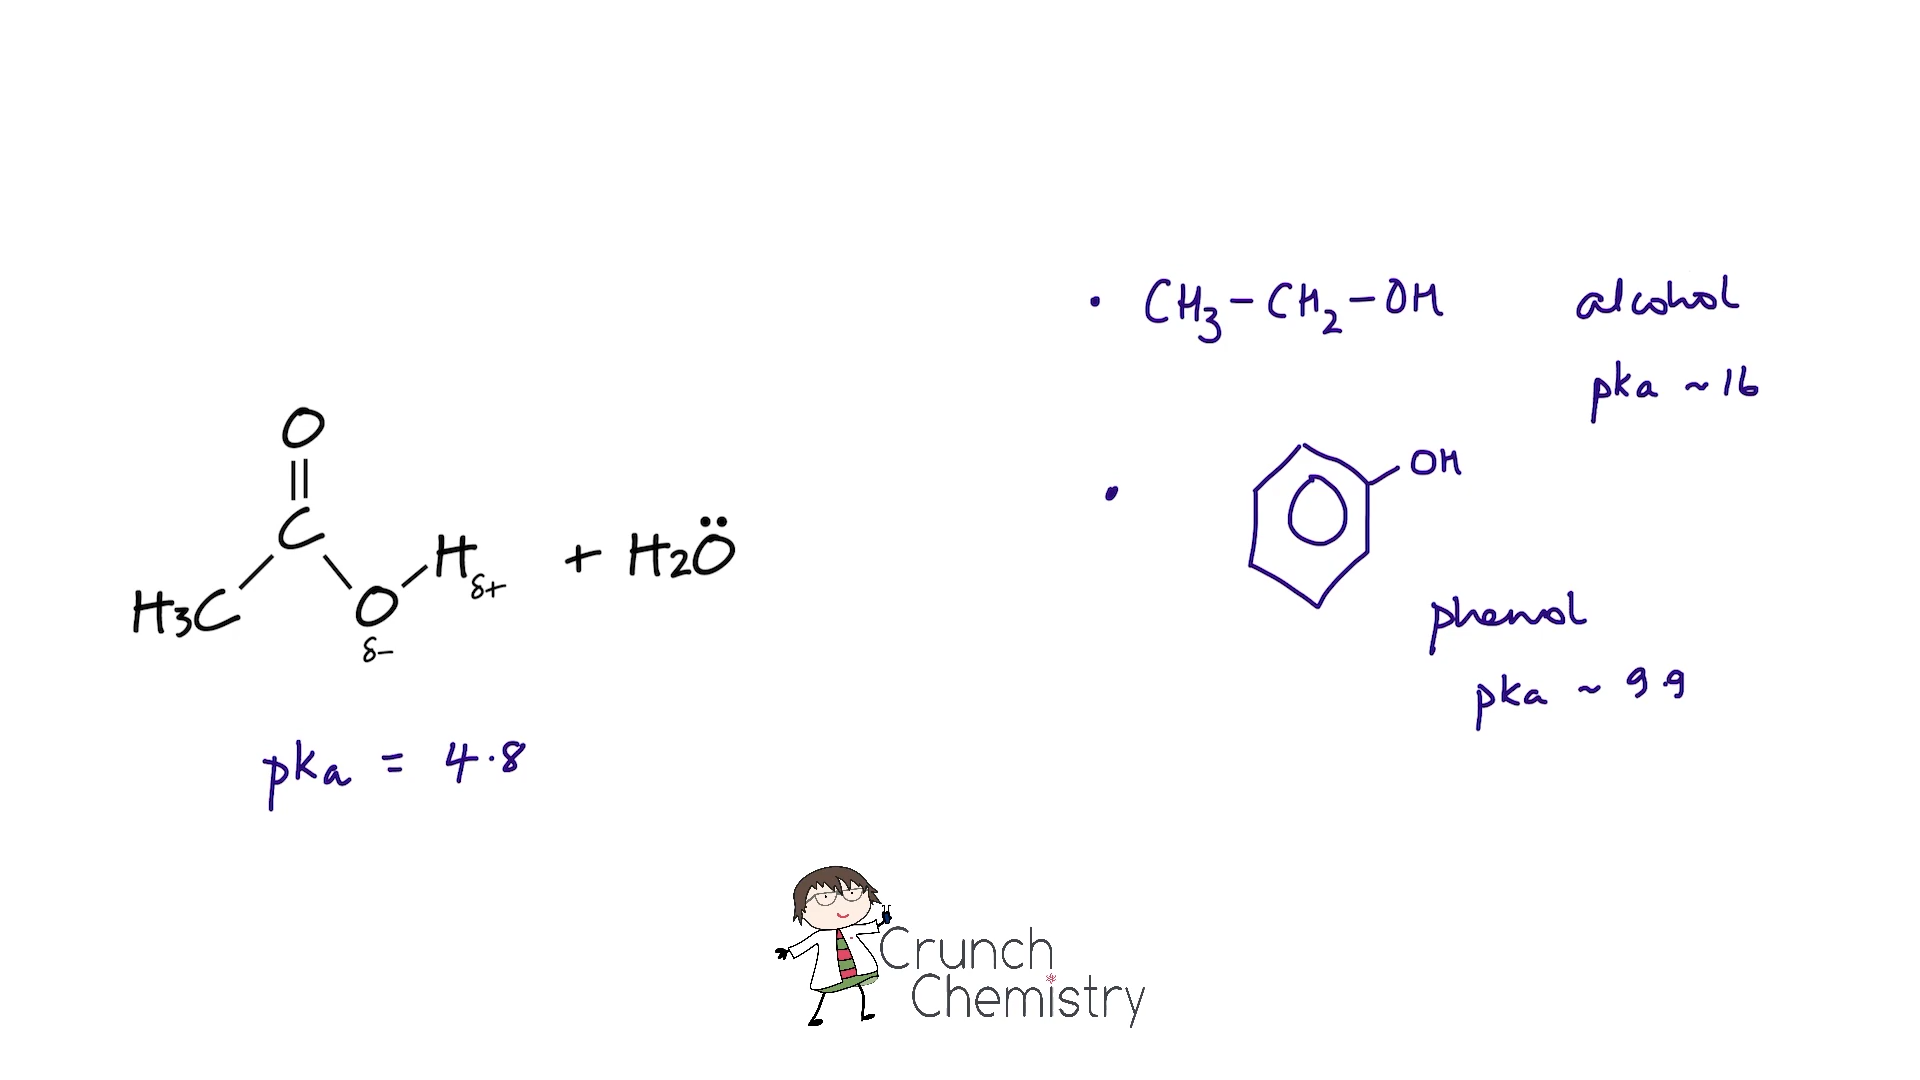 O
||
C
H3C
O
H
δ+
δ-
+ H2Ö
pka = 4.8
• CH3-CH2-OH alcohol
pka ~16
•
OH
phenol
pka ~ 9.9
Crunch
Chemistry